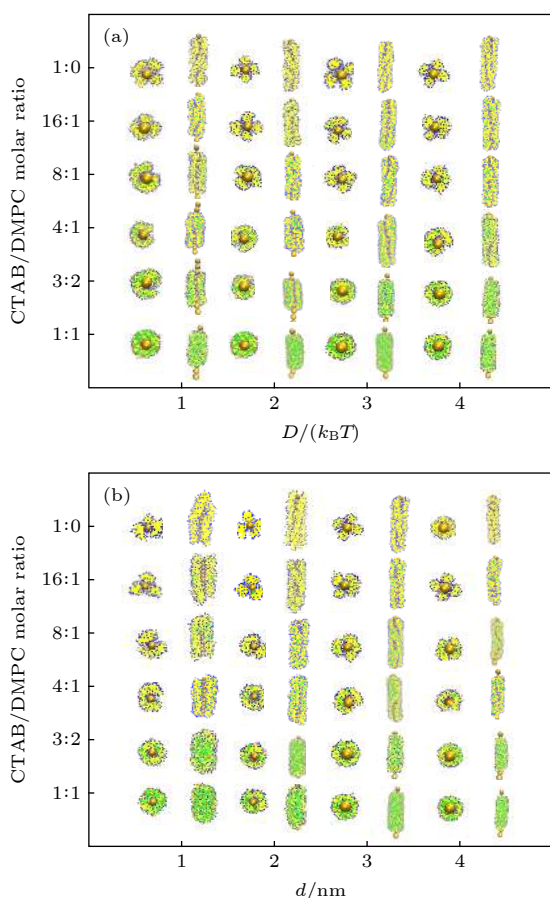 (a)
CTAB/DMPC molar ratio
1:0
16:1
8:1
4:1
3:2
1:1
1 2 3 4
D/(kBT)
(b)
CTAB/DMPC molar ratio
1:0
16:1
8:1
4:1
3:2
1:1
1 2 3 4
d/nm